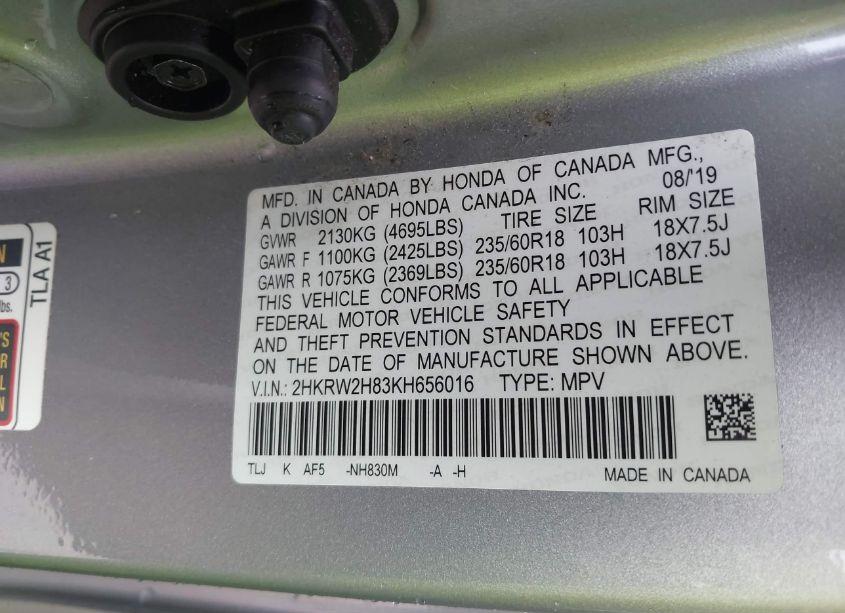 MFD. IN CANADA BY HONDA OF CANADA MFG.,
A DIVISION OF HONDA CANADA INC. 08/'19
GVWR 2130KG (4695LBS) TIRE SIZE RIM SIZE
GAWR F 1100KG (2425LBS) 235/60R18 103H 18X7.5J
GAWR R 1075KG (2369LBS) 235/60R18 103H 18X7.5J
THIS VEHICLE CONFORMS TO ALL APPLICABLE
FEDERAL MOTOR VEHICLE SAFETY
AND THEFT PREVENTION STANDARDS IN EFFECT
ON THE DATE OF MANUFACTURE SHOWN ABOVE.
V.I.N.: 2HKRW2H83KH656016 TYPE: MPV
TLJ K AF5 -NH830M -A -H MADE IN CANADA
N
3
lbs.
TLA A1
'S
R
L
N